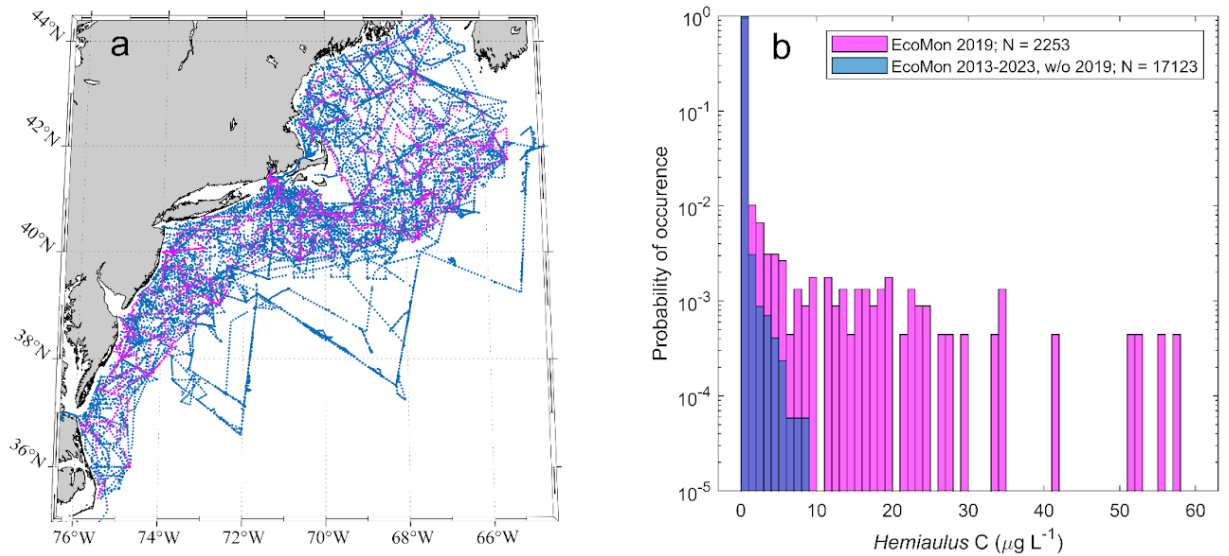 a
44°N
42°N
40°N
38°N
36°N
76°W
74°W
72°W
70°W
68°W
66°W
b
EcoMon 2019; N = 2253
EcoMon 2013-2023, w/o 2019; N = 17123
Probability of occurence
10⁰
10⁻¹
10⁻²
10⁻³
10⁻⁴
10⁻⁵
0
10
20
30
40
50
60
Hemiaulus C (μg L⁻¹)